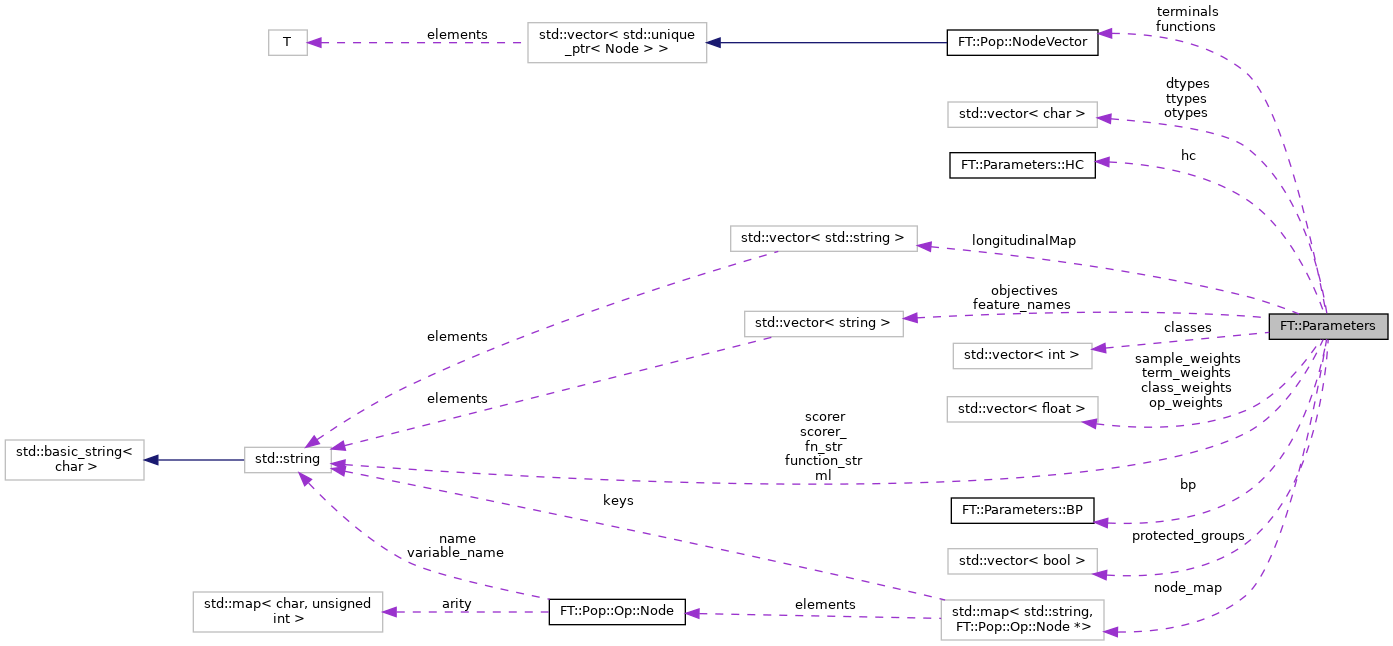 terminals
functions
T
elements
std::vector< std::unique
_ptr< Node > >
FT::Pop::NodeVector
dtypes
ttypes
otypes
std::vector< char >
hc
FT::Parameters::HC
std::vector< std::string >
longitudinalMap
objectives
feature_names
std::vector< string >
classes
FT::Parameters
elements
std::vector< int >
sample_weights
term_weights
class_weights
op_weights
elements
std::vector< float >
scorer
scorer_
fn_str
function_str
ml
std::basic_string<
char >
std::string
keys
bp
FT::Parameters::BP
name
variable_name
protected_groups
std::vector< bool >
node_map
std::map< char, unsigned
int >
arity
FT::Pop::Op::Node
elements
std::map< std::string,
FT::Pop::Op::Node *>